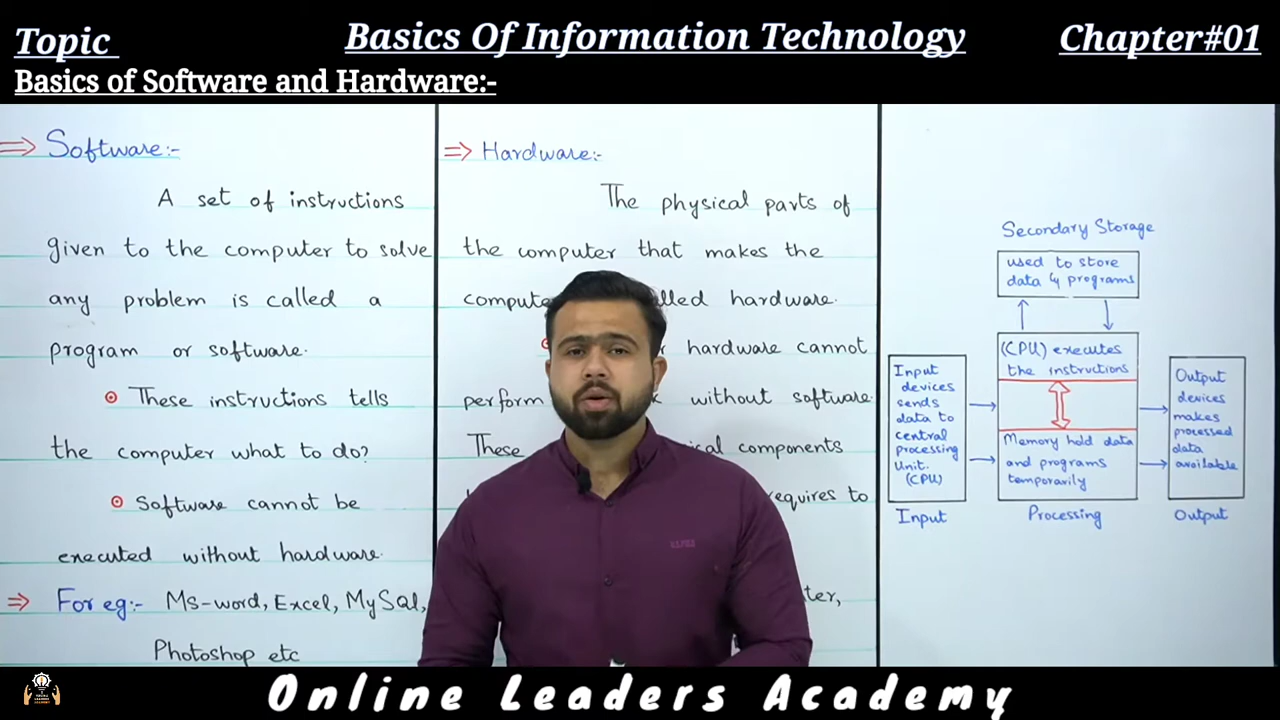 Topic
Basics Of Information Technology
Chapter#01
Basics of Software and Hardware:-
⇒ Software:-
A set of instructions
given to the computer to solve
any problem is called a
program or software.
These instructions tells
the computer what to do?
Software cannot be
executed without hardware.
⇒ For eg:- Ms-word, Excel, MySQL,
Photoshop etc
⇒ Hardware:-
The physical parts of
the computer that makes the
hardware.
hardware cannot
perform without software.
These components
requires to
Secondary Storage
used to store
data & programs
(CPU) executes
the instructions
Memory hold data
and programs
temporarily
Processing
Input
devices
sends
data to
central
processing
Unit.
(CPU)
Input
Output
devices
makes
processed
data
available
Output
Online Leaders Academy